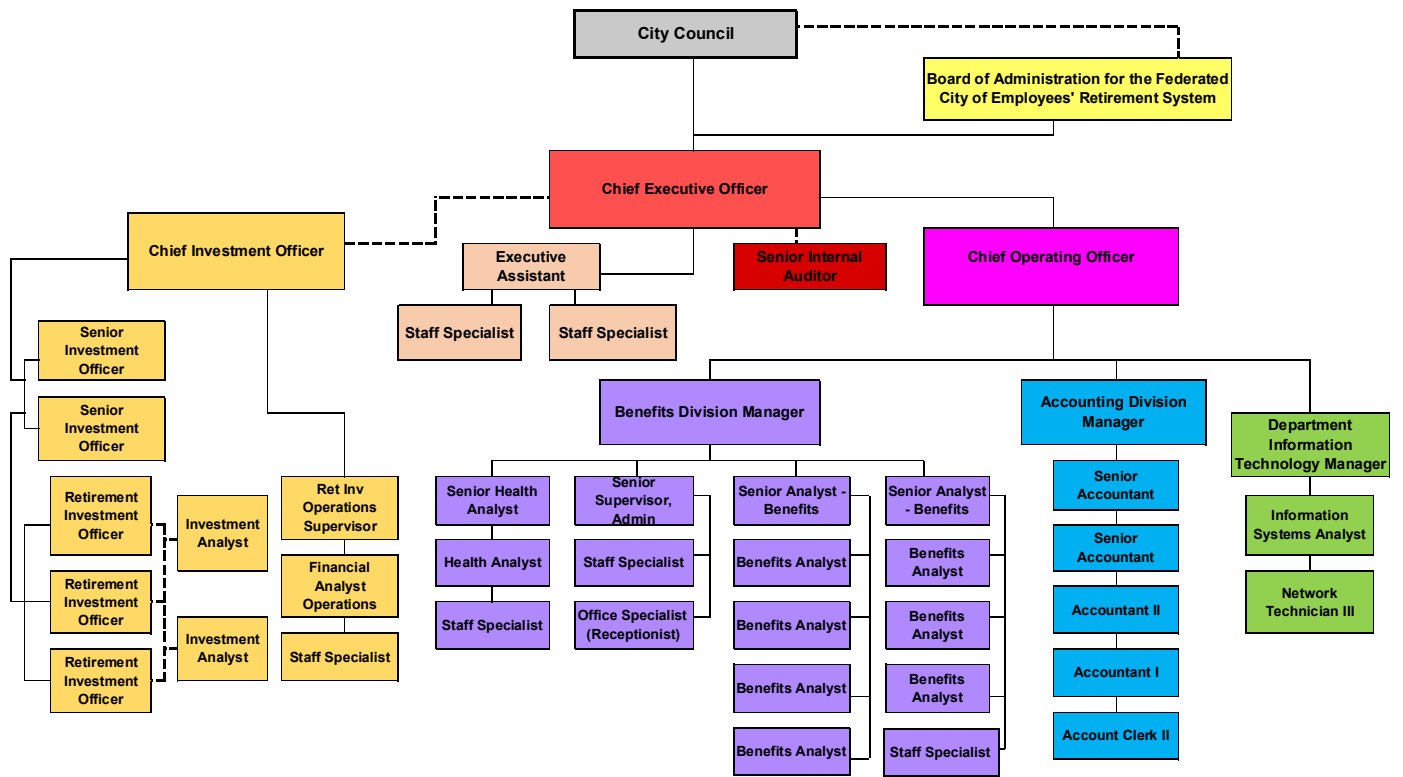 City Council
Board of Administration for the Federated
City of Employees' Retirement System
Chief Executive Officer
Chief Investment Officer
Executive
Assistant
Senior Internal
Auditor
Chief Operating Officer
Staff Specialist
Staff Specialist
Senior
Investment
Officer
Senior
Investment
Officer
Retirement
Investment
Officer
Retirement
Investment
Officer
Retirement
Investment
Officer
Investment
Analyst
Investment
Analyst
Ret Inv
Operations
Supervisor
Financial
Analyst
Operations
Staff Specialist
Benefits Division Manager
Senior Health
Analyst
Health Analyst
Staff Specialist
Senior
Supervisor,
Admin
Staff Specialist
Office Specialist
(Receptionist)
Senior Analyst -
Benefits
Benefits Analyst
Benefits Analyst
Benefits Analyst
Benefits Analyst
Senior Analyst
- Benefits
Benefits
Analyst
Benefits
Analyst
Benefits
Analyst
Staff Specialist
Accounting Division
Manager
Senior
Accountant
Senior
Accountant
Accountant II
Accountant I
Account Clerk II
Department
Information
Technology Manager
Information
Systems Analyst
Network
Technician III